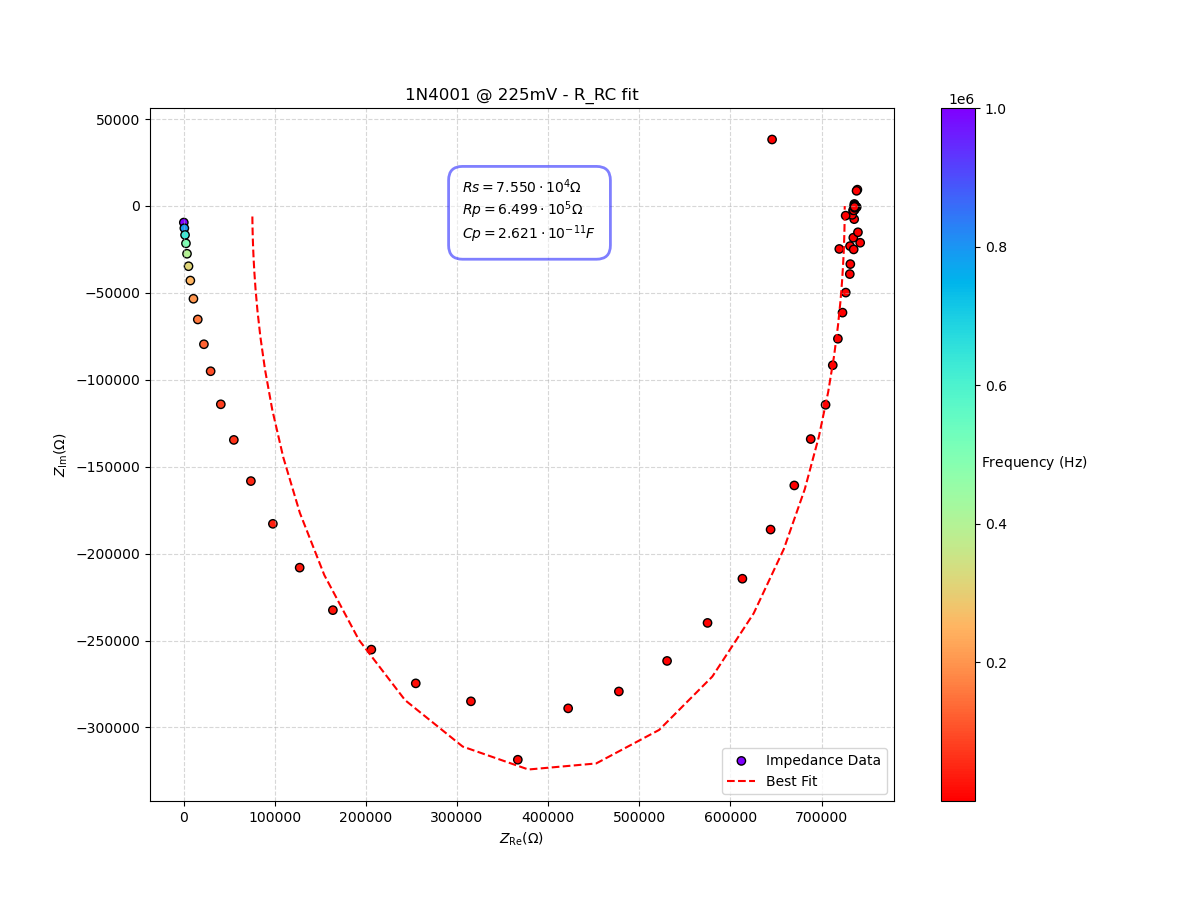 1N4001 @ 225mV - R_RC fit
1e6
50000
0
−50000
−100000
−150000
−200000
−250000
−300000
Z_Im(Ω)
Rs = 7.550 · 10^4Ω
Rp = 6.499 · 10^5Ω
Cp = 2.621 · 10^−11F
Impedance Data
Best Fit
0 100000 200000 300000 400000 500000 600000 700000
Z_Re(Ω)
1.0
0.8
0.6
0.4
0.2
Frequency (Hz)